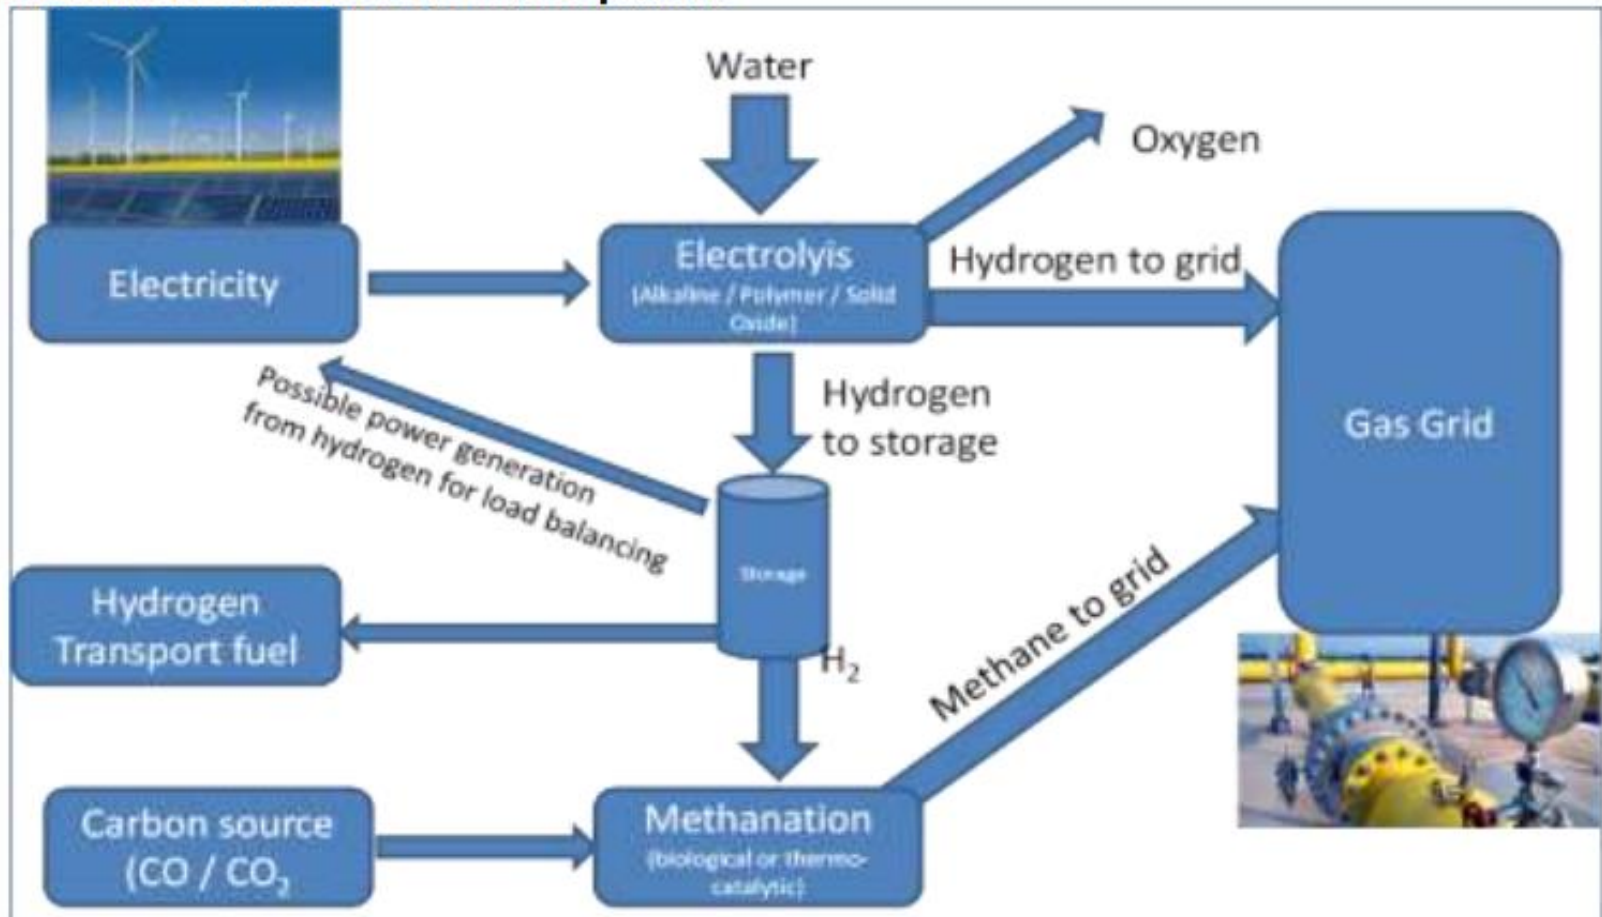 Water
Oxygen
Electrolyis
(Alkaline / Polymer / Solid
Oxide)
Hydrogen to grid
Electricity
Gas Grid
Hydrogen
to storage
Possible power generation
from hydrogen for load balancing
Storage
Hydrogen
Transport fuel
H₂
Methane to grid
Carbon source
(CO / CO₂
Methanation
(biological or thermo-
catalytic)